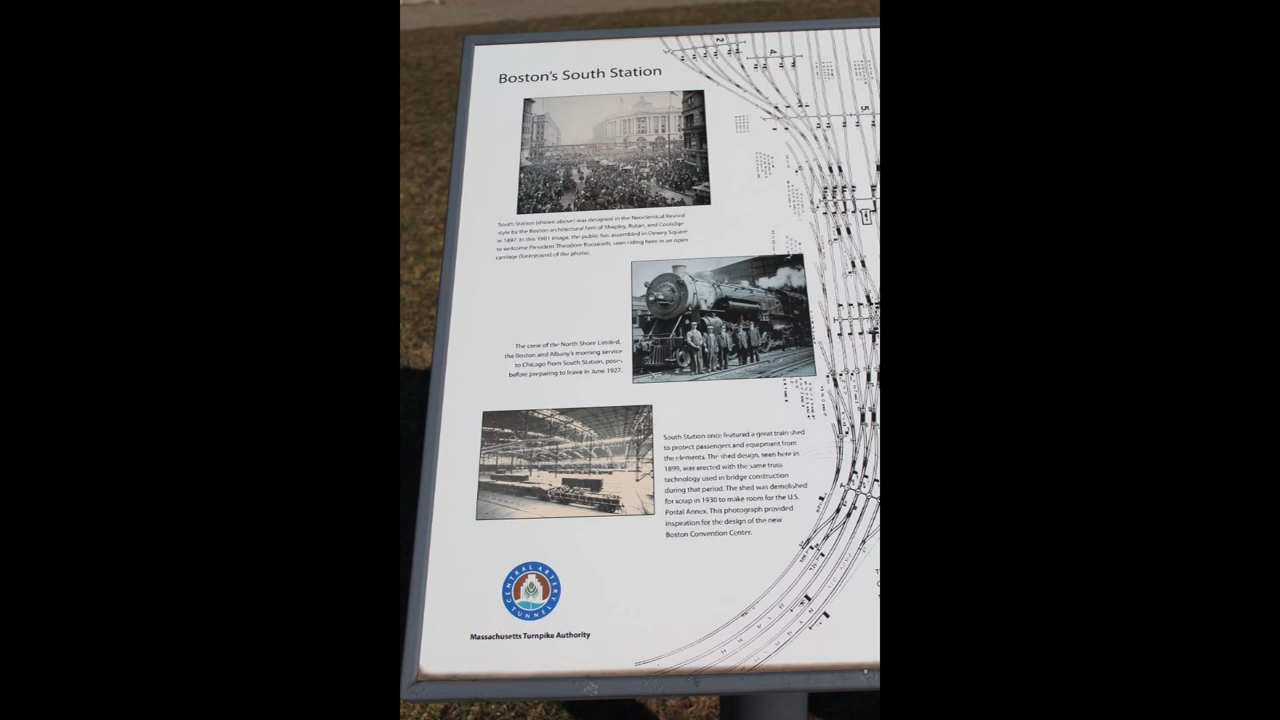 Boston's South Station
South Station (shown above) was designed in the Neoclassical Revival
style by the Boston architectural firm of Shepley, Rutan, and Coolidge
in 1897. In this 1901 image, the public has assembled in Dewey Square
to welcome President Theodore Roosevelt, seen riding here in an open
carriage (foreground of the photo).
The crew of the North Shore Limited,
the Boston and Albany's morning service
to Chicago from South Station, poses
before preparing to leave in June 1927.
South Station once featured a great train shed
to protect passengers and equipment from
the elements. The shed design, seen here in
1899, was erected with the same truss
technology used in bridge construction
during that period. The shed was demolished
for scrap in 1930 to make room for the U.S.
Postal Annex. This photograph provided
inspiration for the design of the new
Boston Convention Center.
CENTRAL ARTERY
TUNNEL
Massachusetts Turnpike Authority
2
4
5